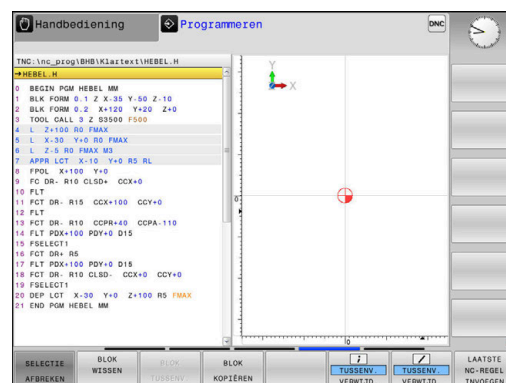 Handbediening
Programmeren
DNC
TNC:\nc_prog\BHB\Klartext\HEBEL.H
→HEBEL.H
0 BEGIN PGM HEBEL MM
1 BLK FORM 0.1 Z X-35 Y-50 Z-10
2 BLK FORM 0.2 X+120 Y+20 Z+0
3 TOOL CALL 3 Z S3500 F500
4 L Z+100 R0 FMAX
5 L X-30 Y+0 R0 FMAX
6 L Z-5 R0 FMAX M3
7 APPR LCT X-10 Y+0 R5 RL
8 FPOL X+100 Y+0
9 FC DR- R10 CLSD+ CCX+0
10 FLT
11 FCT DR- R15 CCX+100 CCY+0
12 FLT
13 FCT DR- R10 CCPR+40 CCPA-110
14 FLT PDX+100 PDY+0 D15
15 FSELECT1
16 FCT DR+ R5
17 FLT PDX+100 PDY+0 D15
18 FCT DR- R10 CLSD- CCX+0 CCY+0
19 FSELECT1
20 DEP LCT X-30 Y+0 Z+100 R5 FMAX
21 END PGM HEBEL MM
Y
X
0
0
SELECTIE
AFBREKEN
BLOK
WISSEN
BLOK
TUSSENV.
BLOK
KOPIËREN
TUSSENV.
VERWIJD.
TUSSENV.
VERWIJD.
LAATSTE
NC-REGEL
INVOEGEN